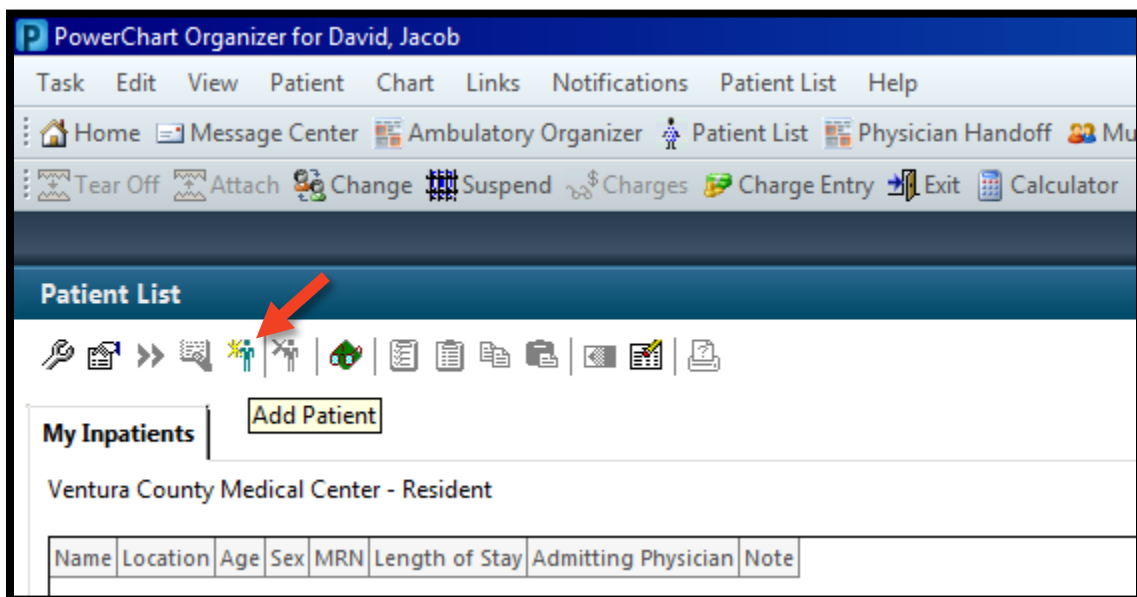 PowerChart Organizer for David, Jacob
Task Edit View Patient Chart Links Notifications Patient List Help
Home Message Center Ambulatory Organizer Patient List Physician Handoff Mu
Tear Off Attach Change Suspend Charges Charge Entry Exit Calculator
Patient List
Add Patient
My Inpatients
Ventura County Medical Center - Resident
Name Location Age Sex MRN Length of Stay Admitting Physician Note